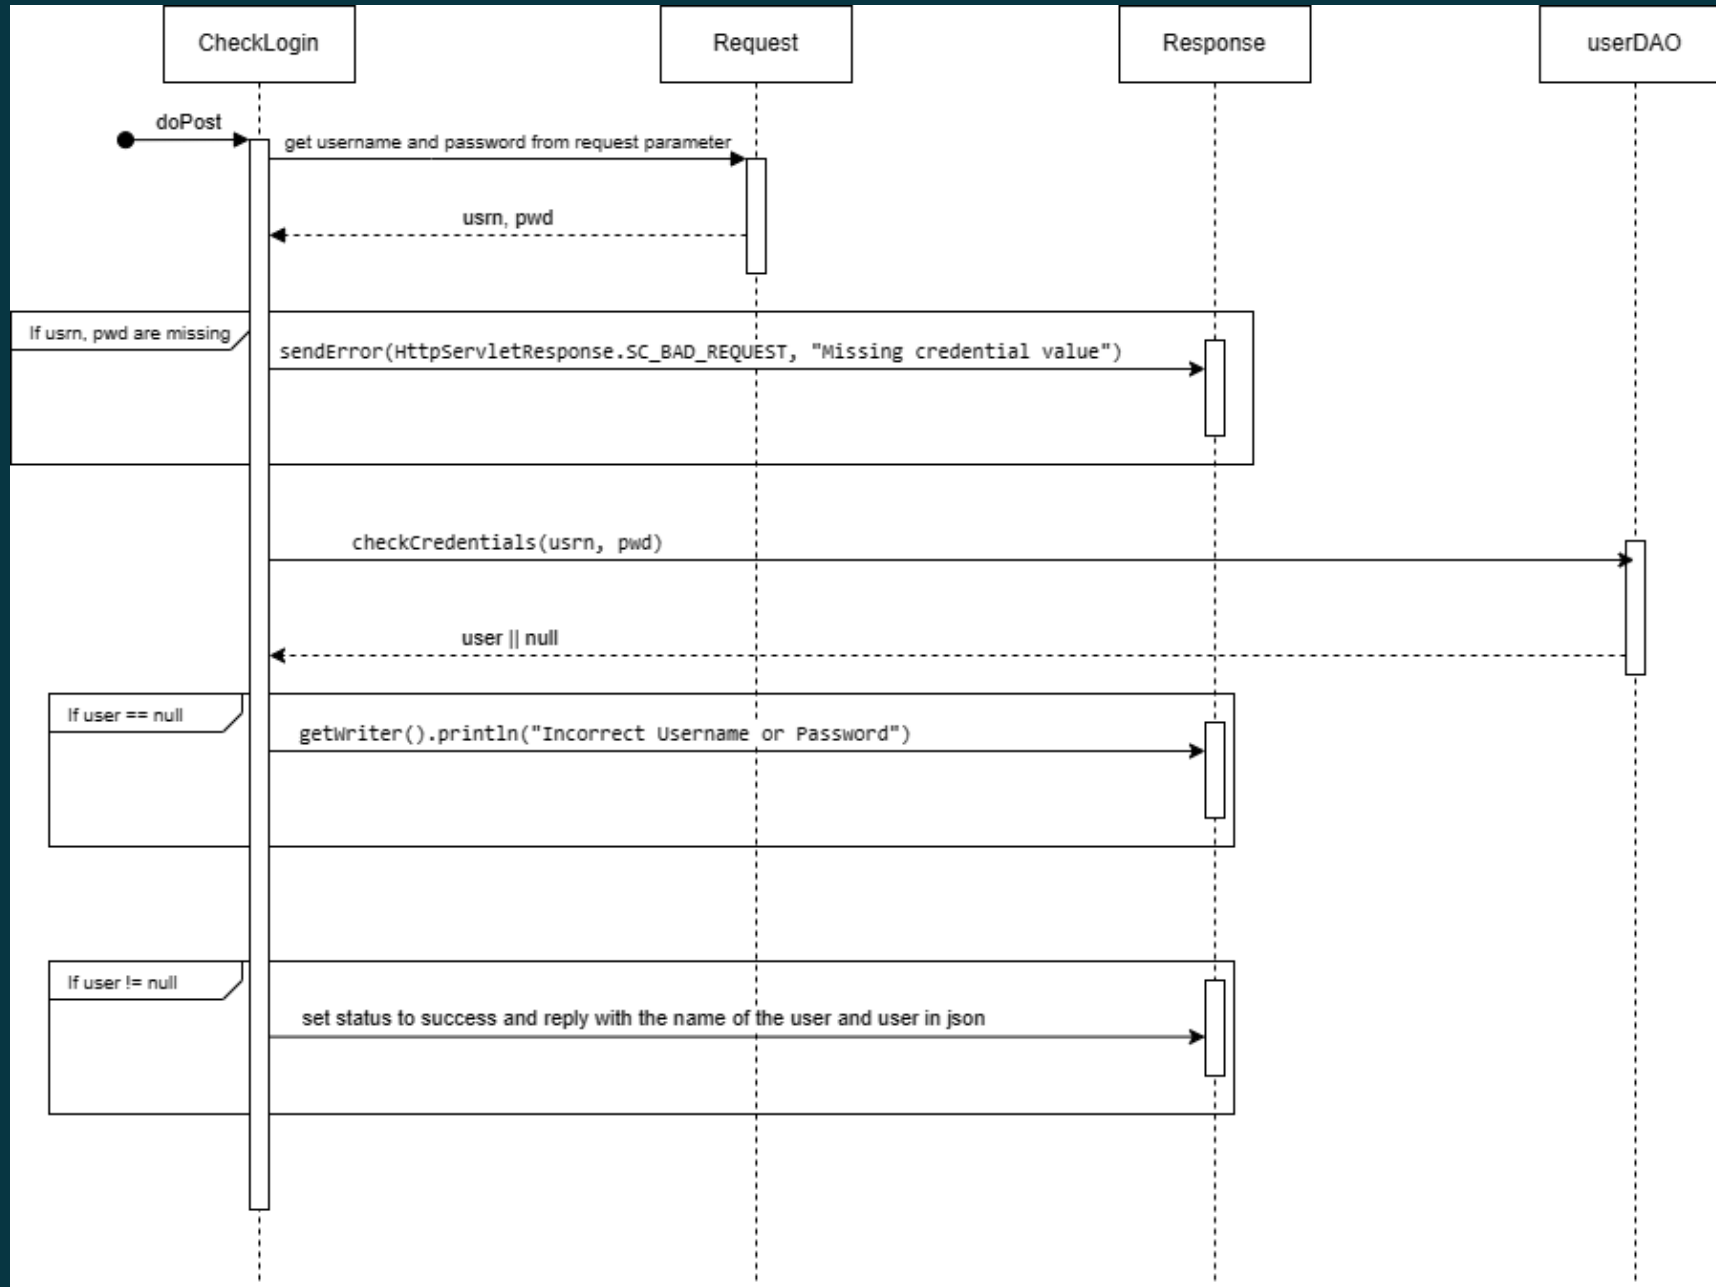 CheckLogin
Request
Response
userDAO
doPost
get username and password from request parameter
usrn, pwd
If usrn, pwd are missing
sendError(HttpServletResponse.SC_BAD_REQUEST, "Missing credential value")
checkCredentials(usrn, pwd)
user || null
If user == null
getWriter().println("Incorrect Username or Password")
If user != null
set status to success and reply with the name of the user and user in json